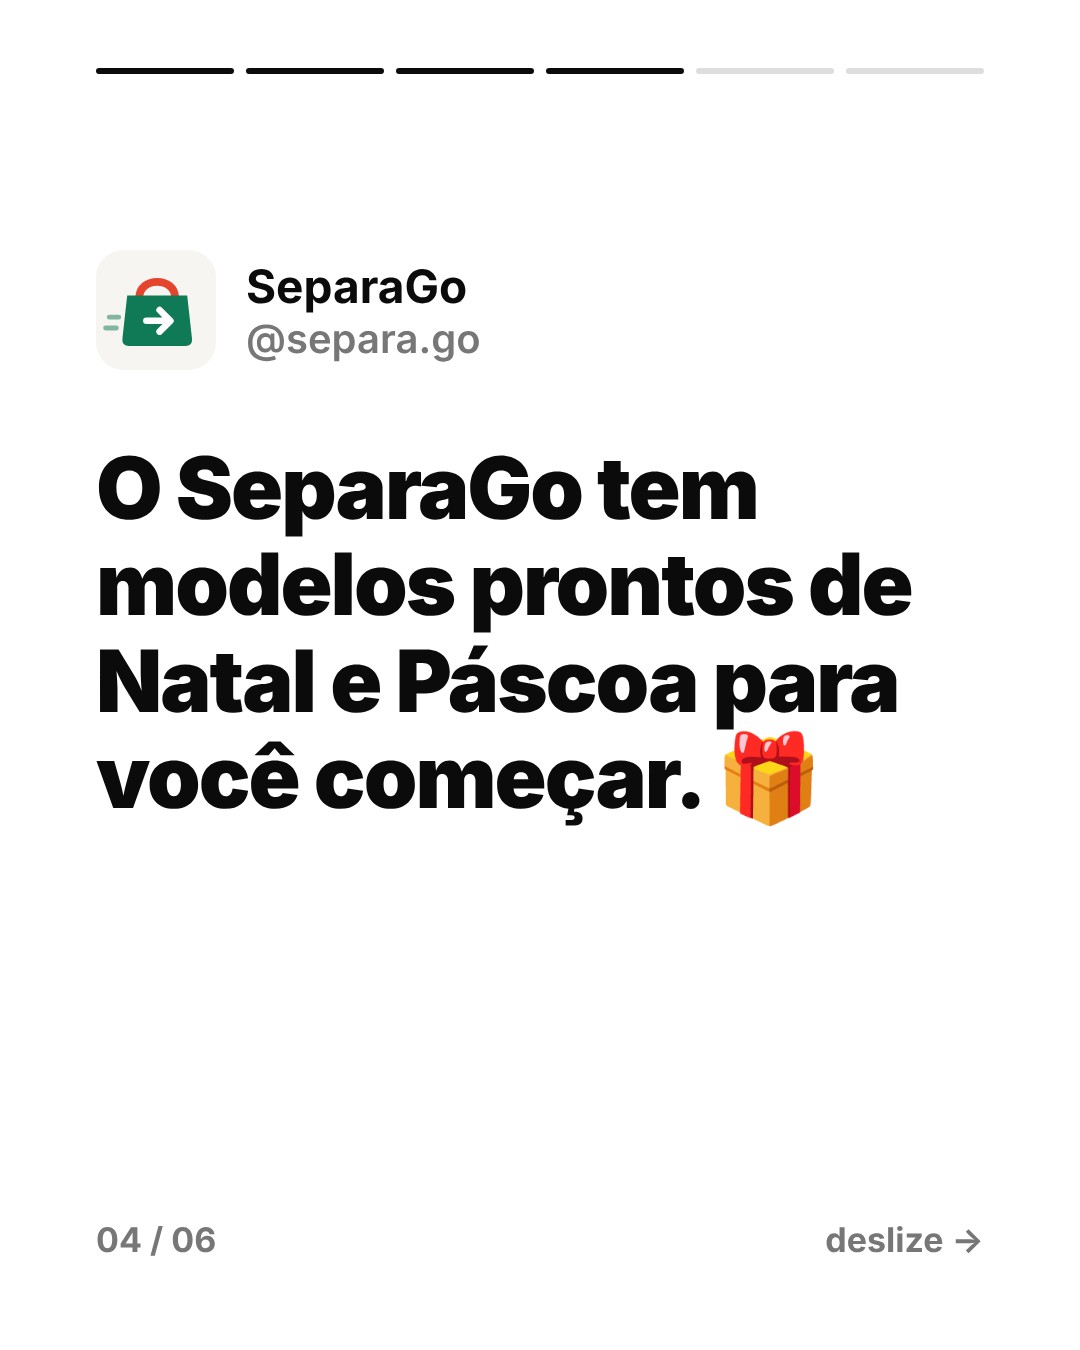 SeparaGo
@separa.go
O SeparaGo tem
modelos prontos de
Natal e Páscoa para
você começar. 🎁
04 / 06
deslize →